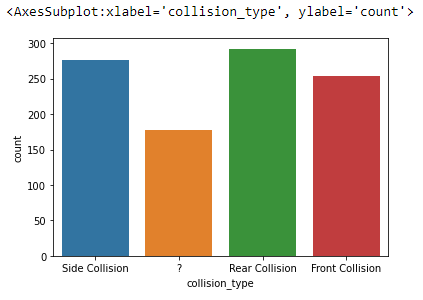 <AxesSubplot:xlabel='collision_type', ylabel='count'>
300
250
200
150
100
50
0
count
Side Collision ? Rear Collision Front Collision
collision_type